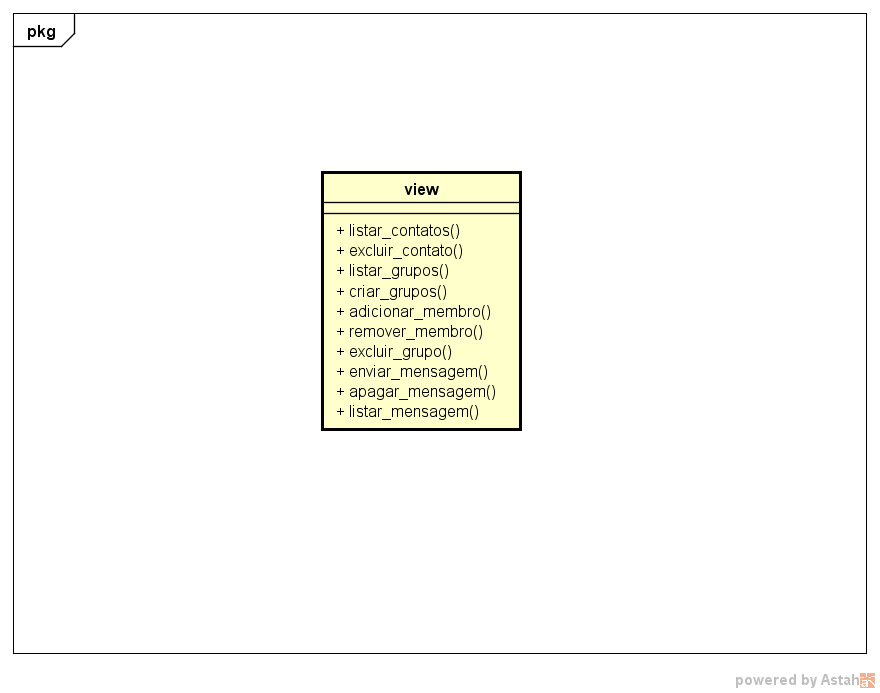 pkg
view
+ listar_contatos()
+ excluir_contato()
+ listar_grupos()
+ criar_grupos()
+ adicionar_membro()
+ remover_membro()
+ excluir_grupo()
+ enviar_mensagem()
+ apagar_mensagem()
+ listar_mensagem()
powered by Astah